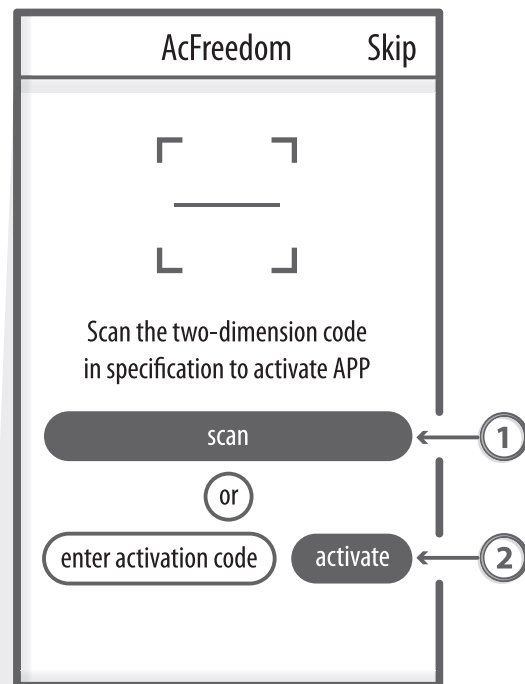 AcFreedom Skip
Scan the two-dimension code
in specification to activate APP
scan 1
or
enter activation code activate 2